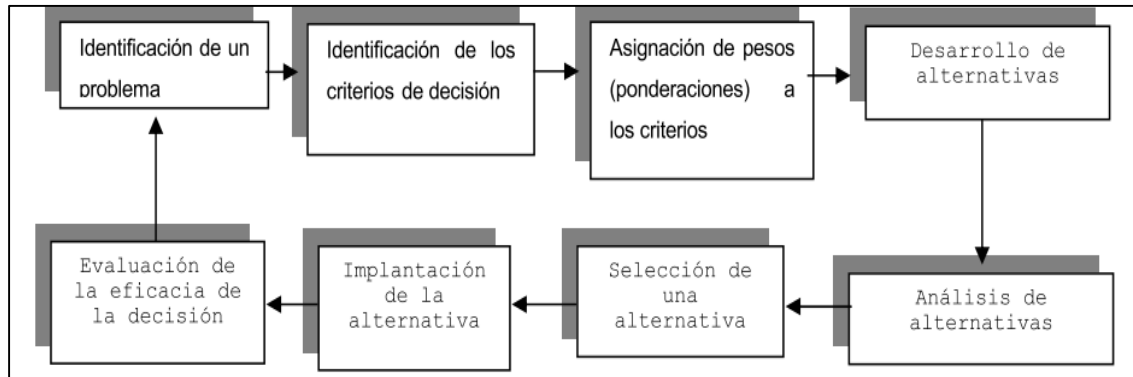 Identificación de un
problema
Identificación de los
criterios de decisión
Asignación de pesos
(ponderaciones) a
los criterios
Desarrollo de
alternativas
Evaluación de
la eficacia de
la decisión
Implantación
de la
alternativa
Selección de
una
alternativa
Análisis de
alternativas